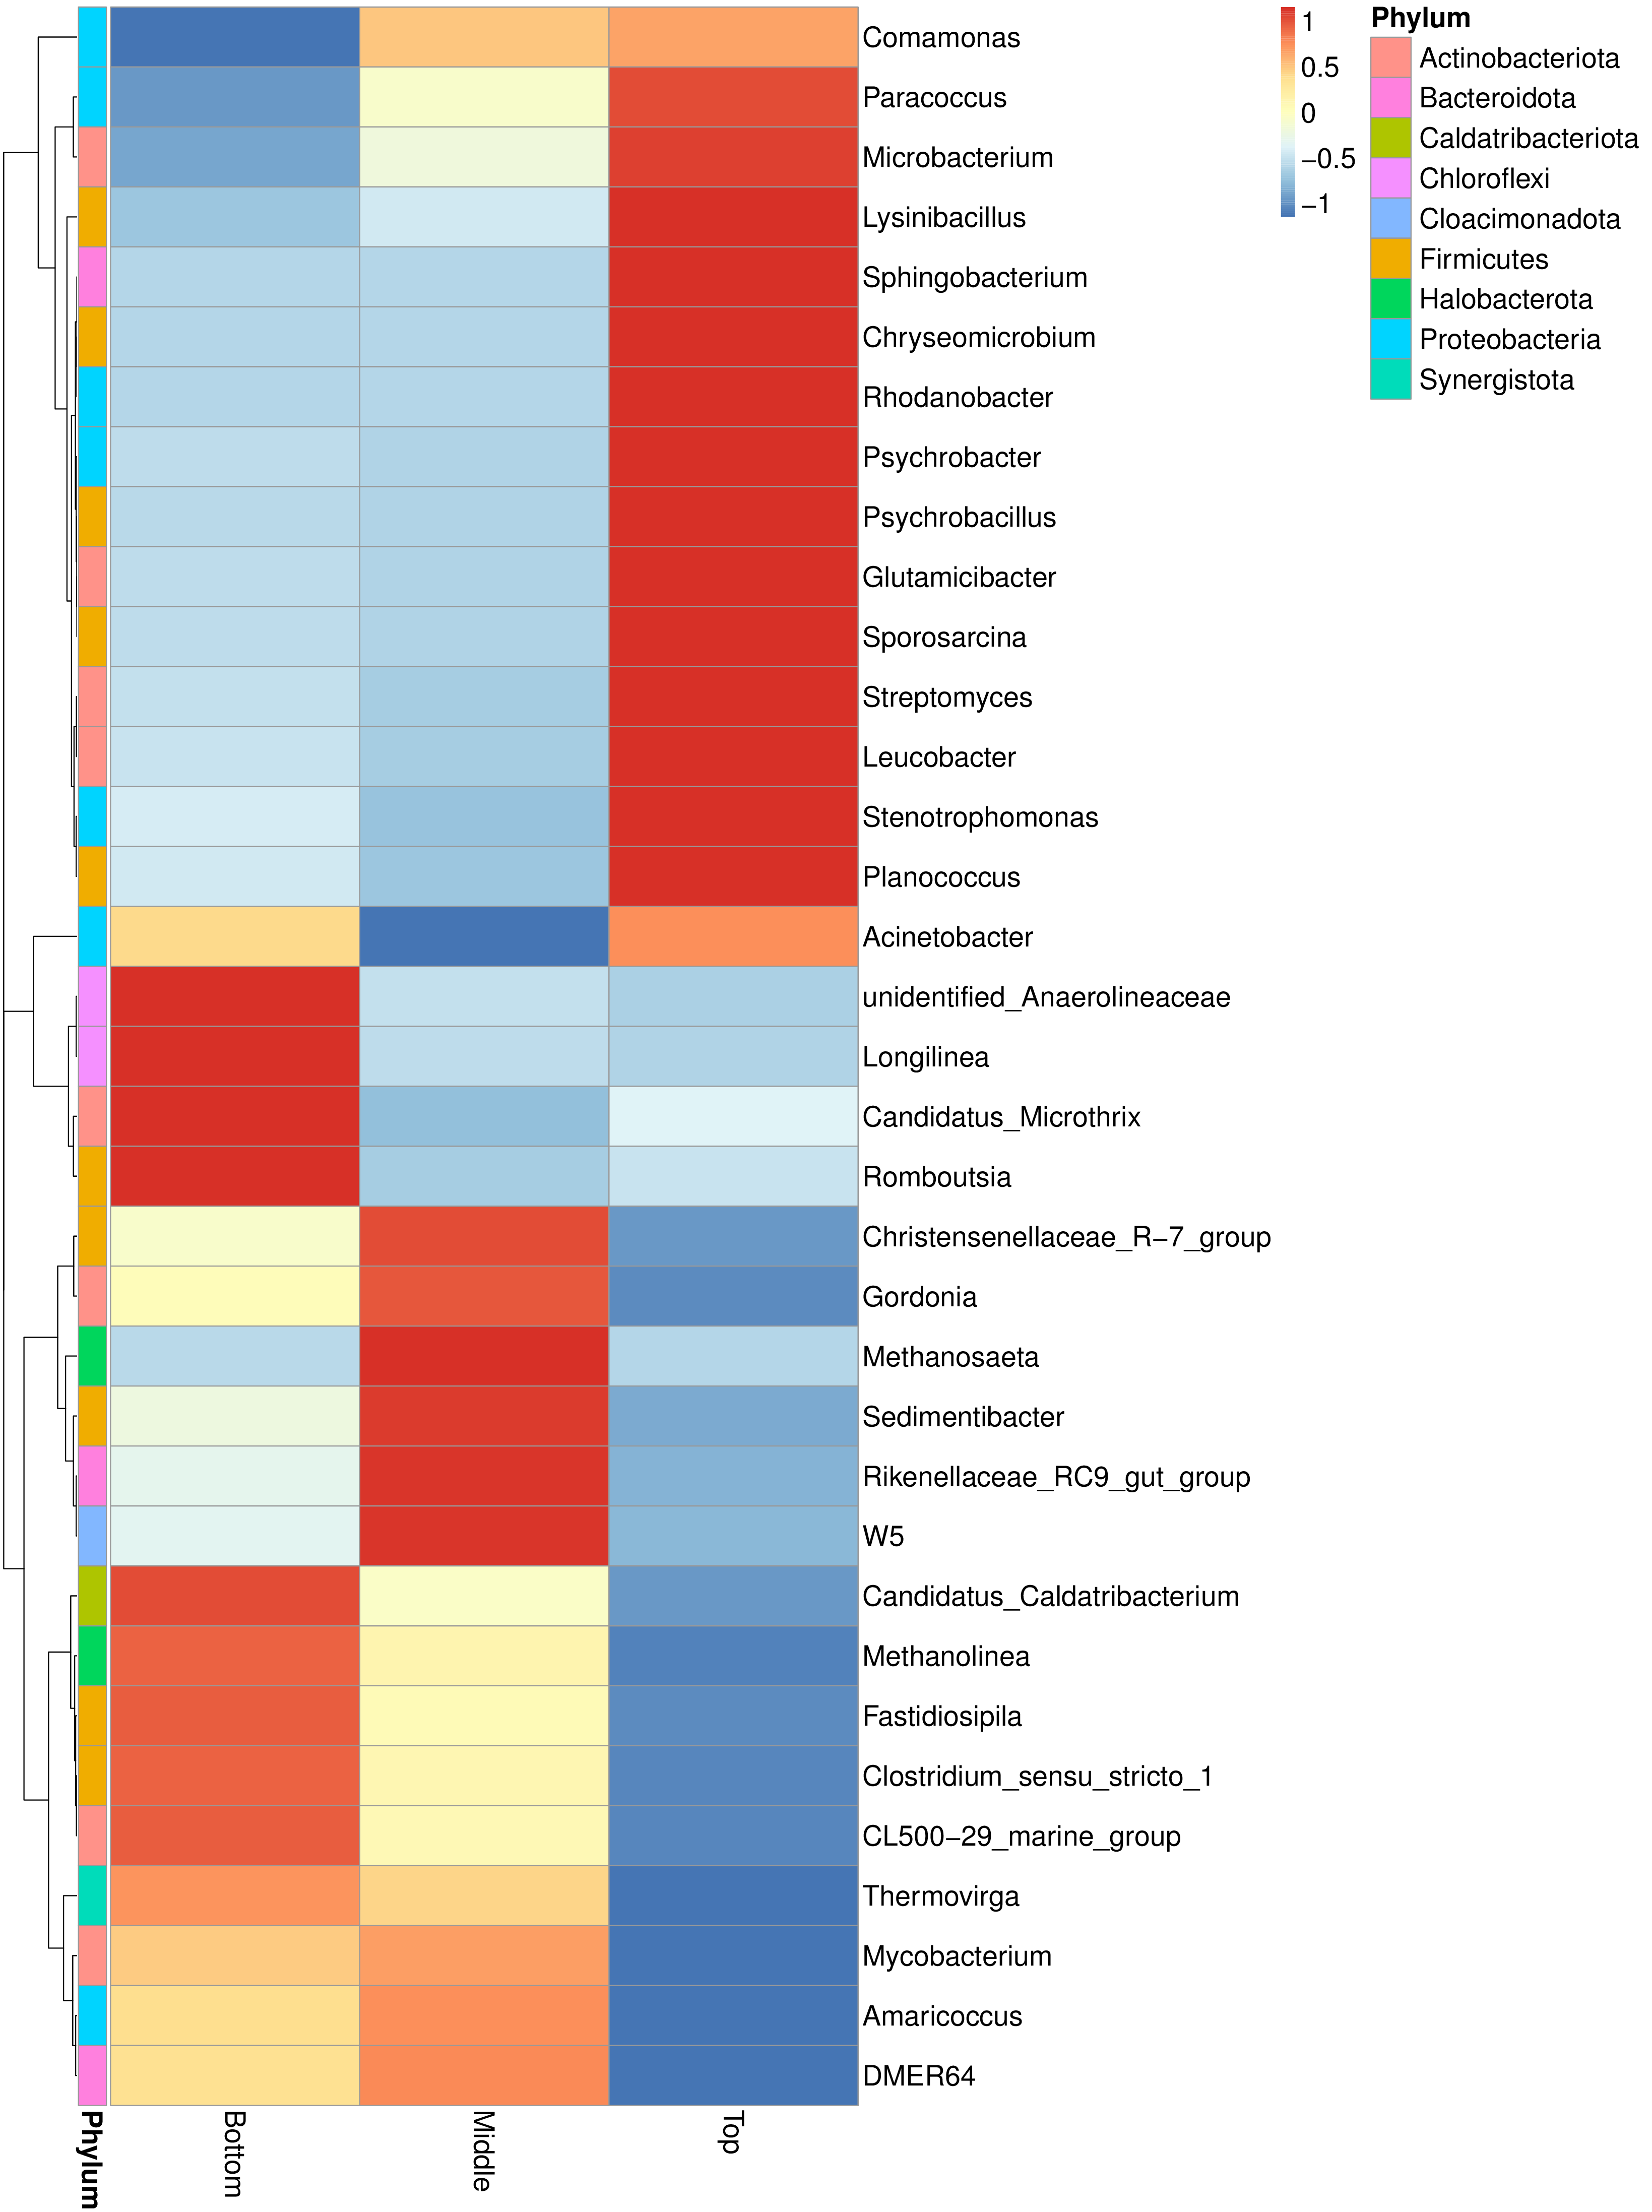 Comamonas
Paracoccus
Microbacterium
Lysinibacillus
Sphingobacterium
Chryseomicrobium
Rhodanobacter
Psychrobacter
Psychrobacillus
Glutamicibacter
Sporosarcina
Streptomyces
Leucobacter
Stenotrophomonas
Planococcus
Acinetobacter
unidentified_Anaerolineaceae
Longilinea
Candidatus_Microthrix
Romboutsia
Christensenellaceae_R−7_group
Gordonia
Methanosaeta
Sedimentibacter
Rikenellaceae_RC9_gut_group
W5
Candidatus_Caldatribacterium
Methanolinea
Fastidiosipila
Clostridium_sensu_stricto_1
CL500−29_marine_group
Thermovirga
Mycobacterium
Amaricoccus
DMER64
Phylum
Bottom
Middle
Top
1
0.5
0
−0.5
−1
Phylum
Actinobacteriota
Bacteroidota
Caldatribacteriota
Chloroflexi
Cloacimonadota
Firmicutes
Halobacterota
Proteobacteria
Synergistota